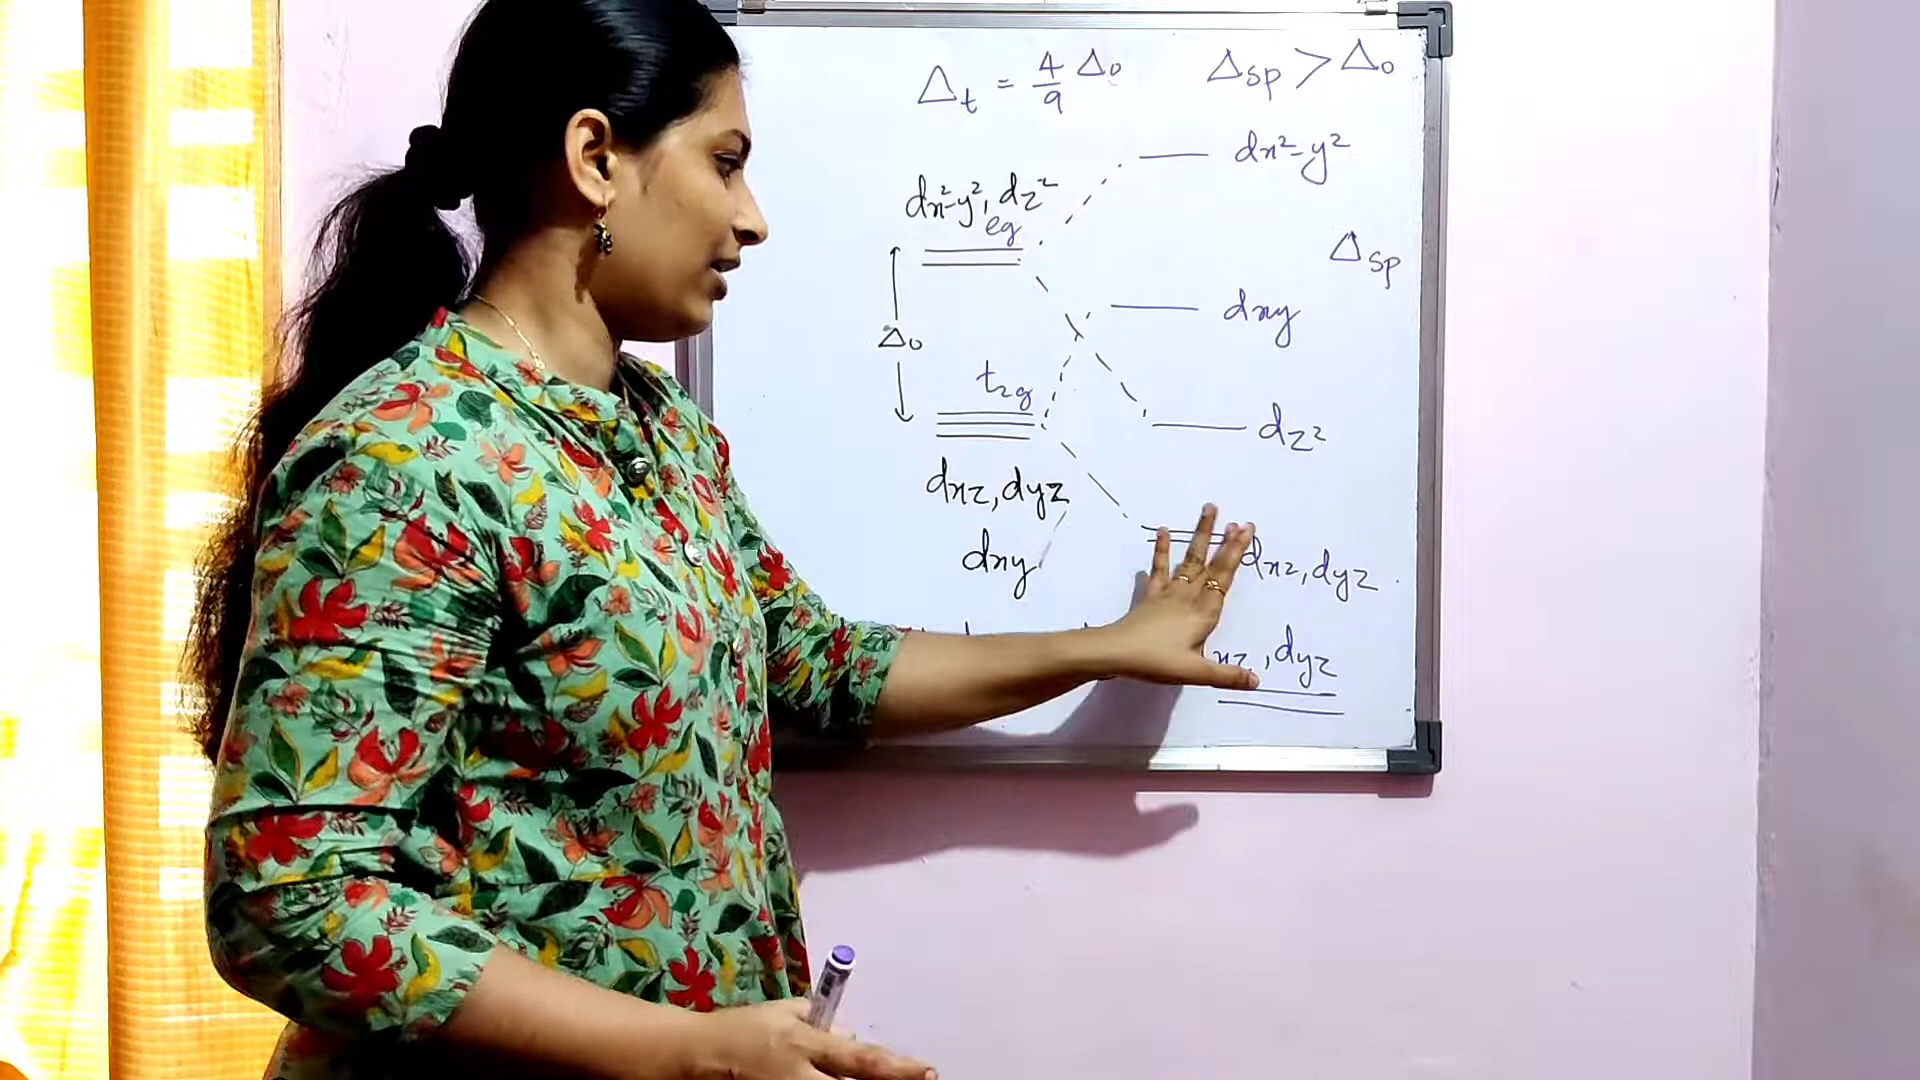 Δt = 4/9 Δo
Δsp > Δo
dx²-y²
dx²-y², dz²
eg
Δsp
dxy
Δo
t2g
dz²
dxz, dyz
dxy
dxz, dyz
xz, dyz